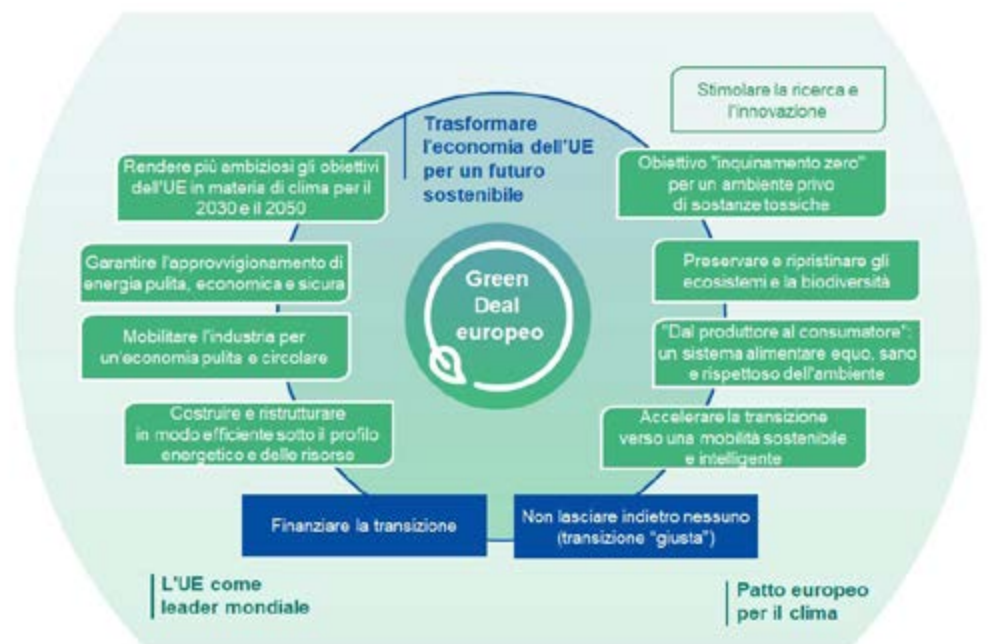 Stimolare la ricerca e
l'innovazione
Trasformare
l'economia dell'UE
per un futuro
sostenibile
Rendere più ambiziosi gli obiettivi
dell'UE in materia di clima per il
2030 e il 2050
Obiettivo "inquinamento zero"
per un ambiente privo
di sostanze tossiche
Garantire l'approvvigionamento di
energia pulita, economica e sicura
Green
Deal
europeo
Preservare e ripristinare gli
ecosistemi e la biodiversità
Mobilitare l'industria per
un'economia pulita e circolare
"Dal produttore al consumatore":
un sistema alimentare equo, sano
e rispettoso dell'ambiente
Costruire e ristrutturare
in modo efficiente sotto il profilo
energetico e delle risorse
Accelerare la transizione
verso una mobilità sostenibile
e intelligente
Finanziare la transizione
Non lasciare indietro nessuno
(transizione "giusta")
L'UE come
leader mondiale
Patto europeo
per il clima